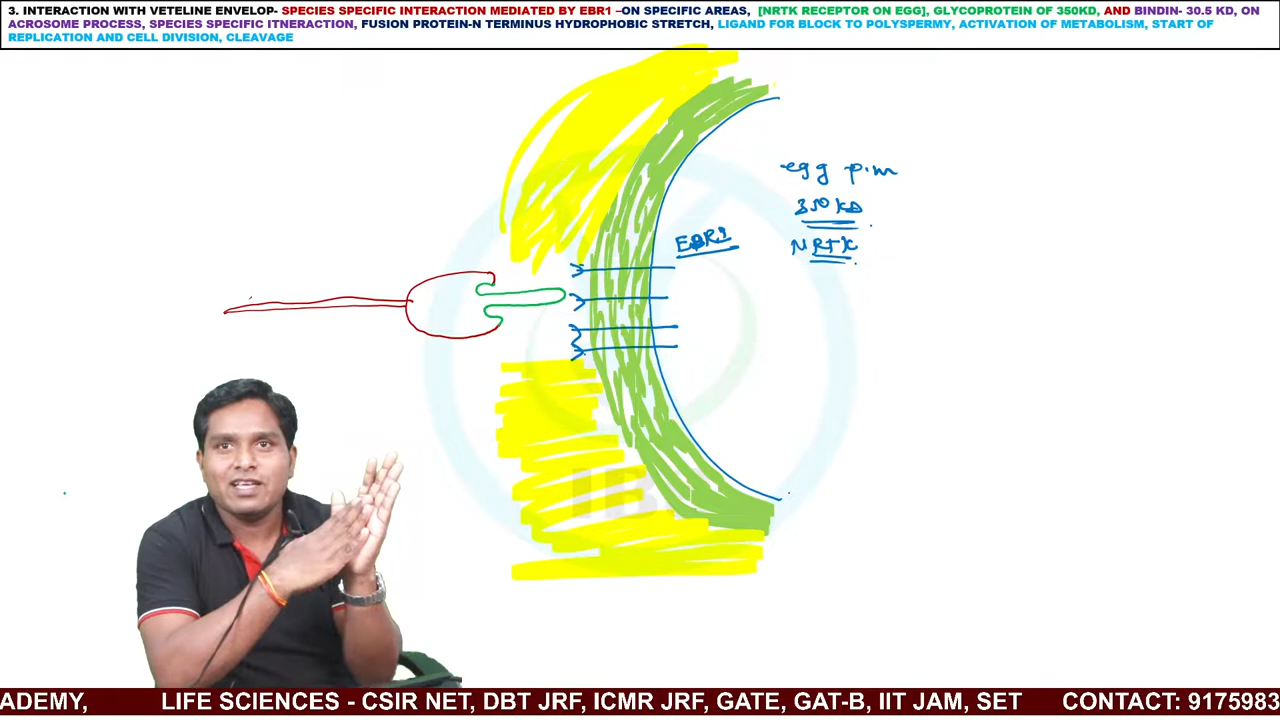 3. INTERACTION WITH VETELINE ENVELOP- SPECIES SPECIFIC INTERACTION MEDIATED BY EBR1 –ON SPECIFIC AREAS, [NRTK RECEPTOR ON EGG], GLYCOPROTEIN OF 350KD, AND BINDIN- 30.5 KD, ON
ACROSOME PROCESS, SPECIES SPECIFIC ITNERACTION, FUSION PROTEIN-N TERMINUS HYDROPHOBIC STRETCH, LIGAND FOR BLOCK TO POLYSPERMY, ACTIVATION OF METABOLISM, START OF
REPLICATION AND CELL DIVISION, CLEAVAGE
egg p.m
350 KD
EBR1
NRTK
IB
ADEMY, LIFE SCIENCES - CSIR NET, DBT JRF, ICMR JRF, GATE, GAT-B, IIT JAM, SET CONTACT: 9175983